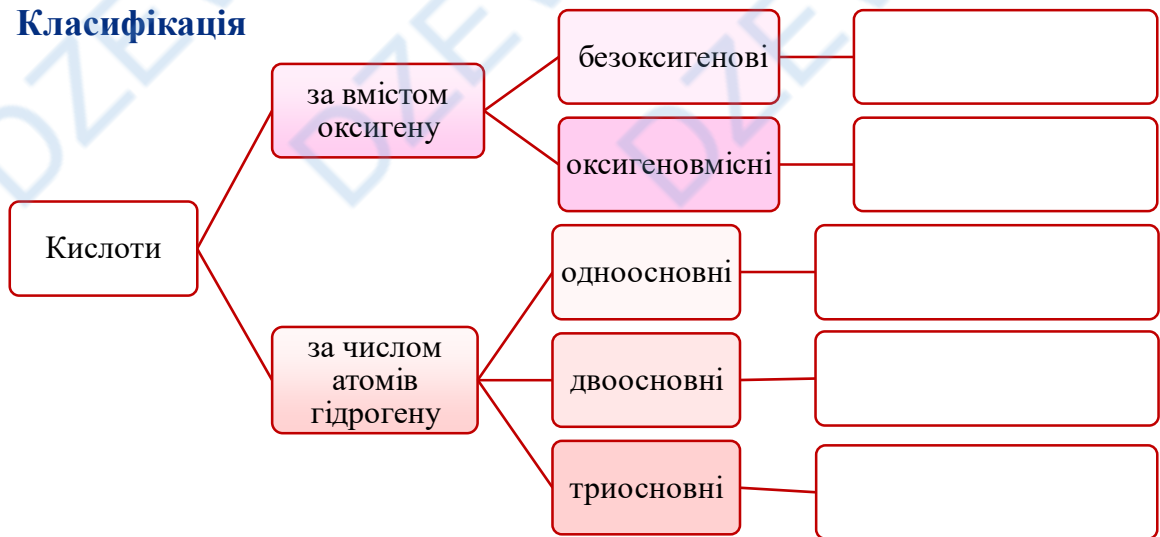 Класифікація
безоксигенові
за вмістом
оксигену
оксигеновмісні
Кислоти
одноосновні
за числом
атомів
гідрогену
двоосновні
триосновні